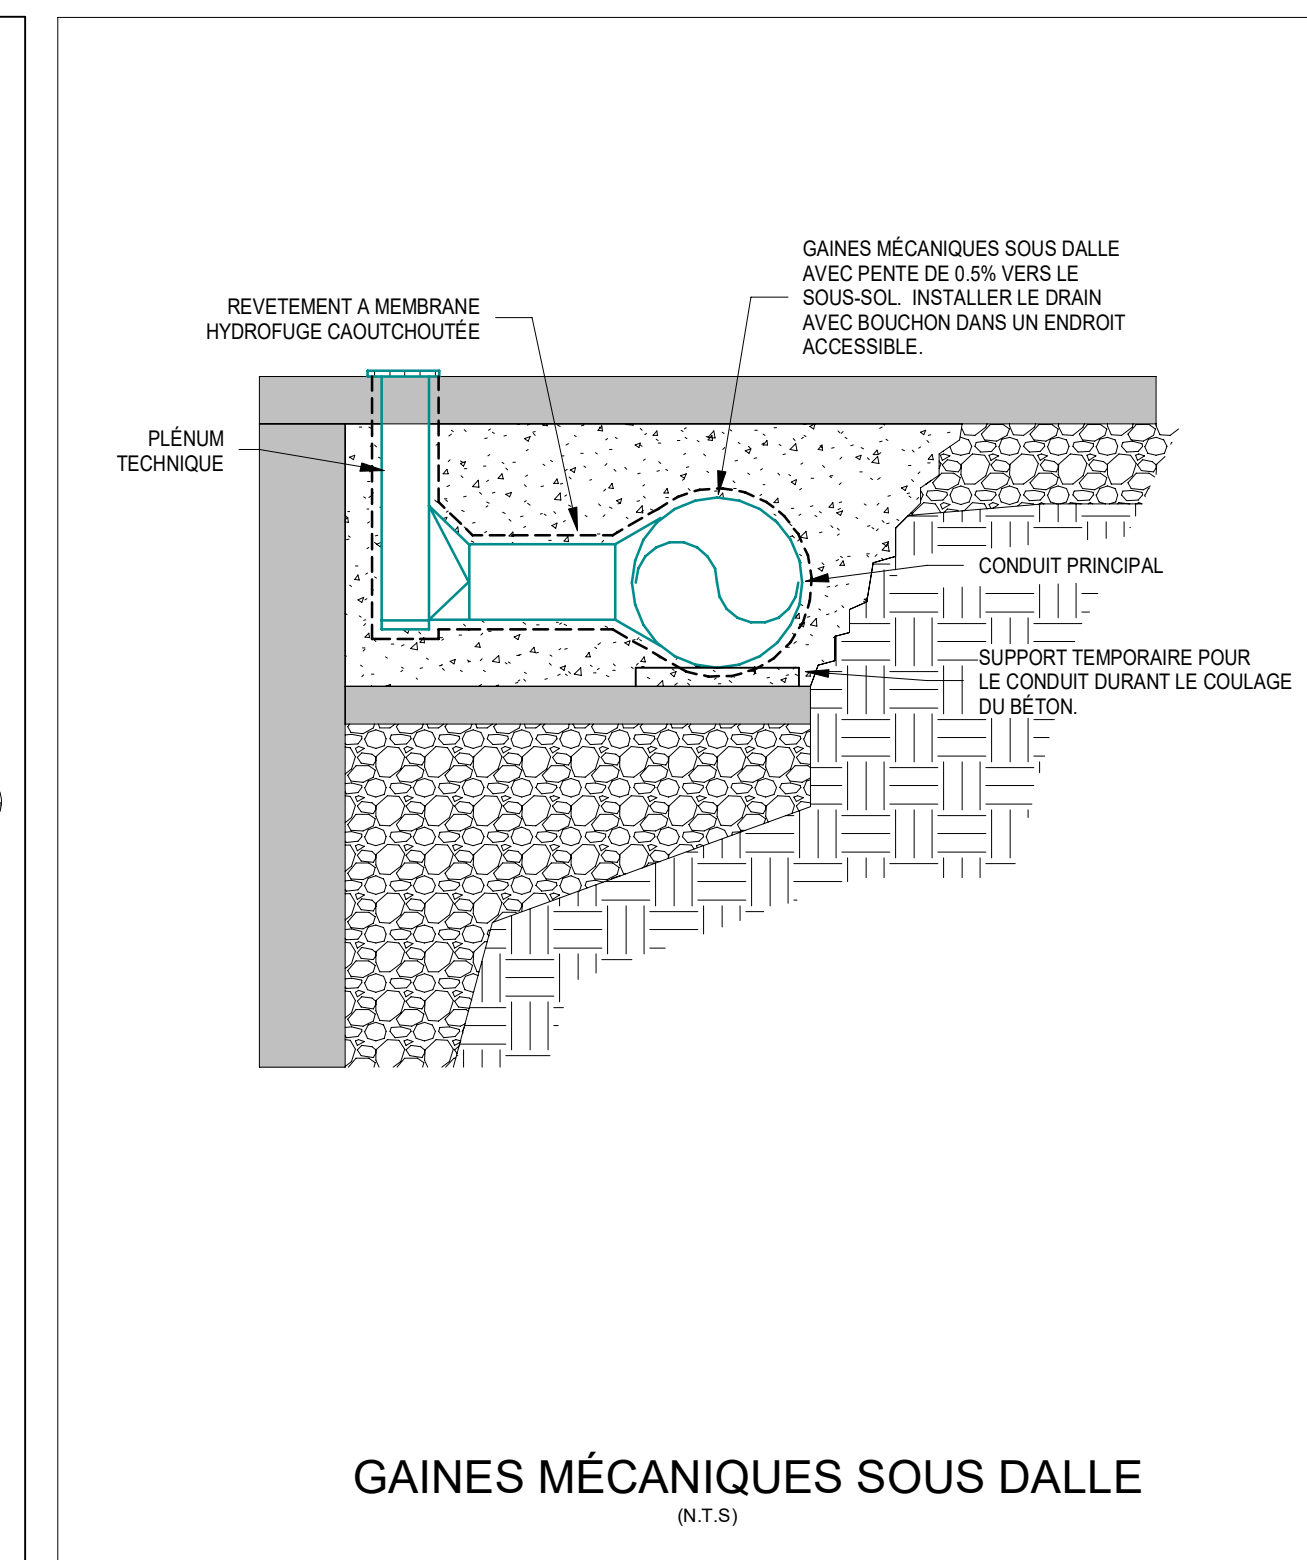 GAINES MÉCANIQUES SOUS DALLE
AVEC PENTE DE 0.5% VERS LE
SOUS-SOL. INSTALLER LE DRAIN
AVEC BOUCHON DANS UN ENDROIT
ACCESSIBLE.
REVETEMENT A MEMBRANE
HYDROFUGE CAOUTCHOUTÉE
PLÉNUM
TECHNIQUE
CONDUIT PRINCIPAL
SUPPORT TEMPORAIRE POUR
LE CONDUIT DURANT LE COULAGE
DU BÉTON.
GAINES MÉCANIQUES SOUS DALLE
(N.T.S)